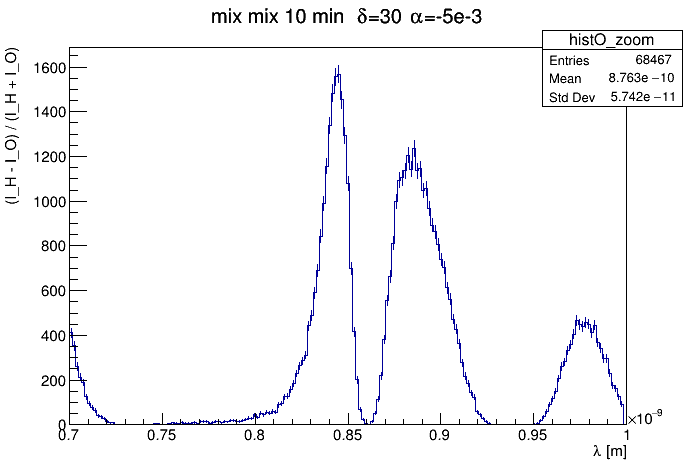 mix mix 10 min δ=30 α=-5e-3
histO_zoom
Entries 68467
Mean 8.763e−10
Std Dev 5.742e−11
(I_H - I_O) / (I_H + I_O)
1600
1400
1200
1000
800
600
400
200
0
0.7 0.75 0.8 0.85 0.9 0.95 1
×10⁻⁹
λ [m]